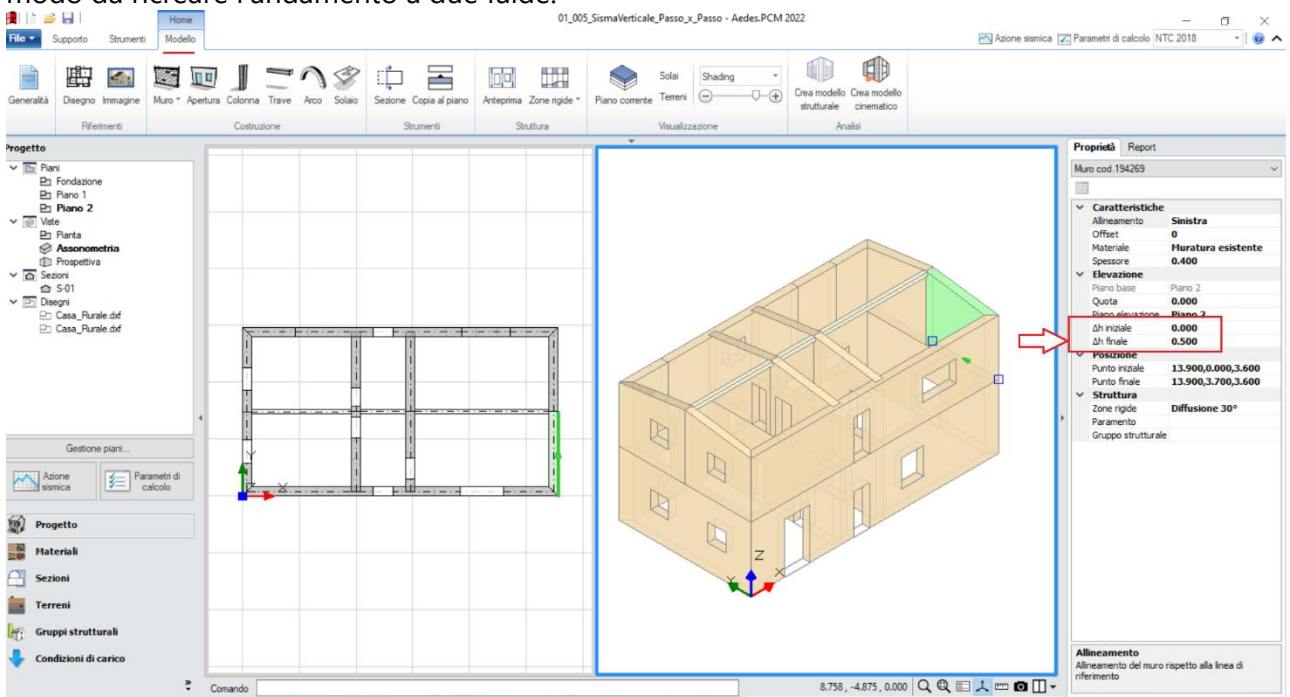 modo da ricreare l'andamento a due falde.
Home
01_005_SismaVerticale_Passo_x_Passo - Aedes.PCM 2022
File Supporto Strumenti Modello
Azione sismica Parametri di calcolo NTC 2018
Generalità Disegno Immagine Muro Apertura Colonna Trave Arco Solaio Sezione Copia al piano Anteprima Zone rigide Piano corrente Solai Terreni Shading Crea modello strutturale Crea modello cinematico
Riferimenti Costruzione Strumenti Struttura Visualizzazione Analisi
Progetto
Piani
Fondazione
Piano 1
Piano 2
Viste
Pianta
Assonometria
Prospettiva
Sezioni
S-01
Disegni
Casa_Rurale.dxf
Casa_Rurale.dxf
Gestione piani...
Azione sismica
Parametri di calcolo
Progetto
Materiali
Sezioni
Terreni
Gruppi strutturali
Condizioni di carico
Y
X
Z
Y
X
Comando
8.758 , -4.875 , 0.000
Proprietà Report
Muro cod.194269
Caratteristiche
Allineamento Sinistra
Offset 0
Materiale Muratura esistente
Spessore 0.400
Elevazione
Piano base Piano 2
Quota 0.000
Piano elevazione Piano 2
Δh iniziale 0.000
Δh finale 0.500
Posizione
Punto iniziale 13.900,0.000,3.600
Punto finale 13.900,3.700,3.600
Struttura
Zone rigide Diffusione 30°
Paramento
Gruppo strutturale
Allineamento
Allineamento del muro rispetto alla linea di
riferimento